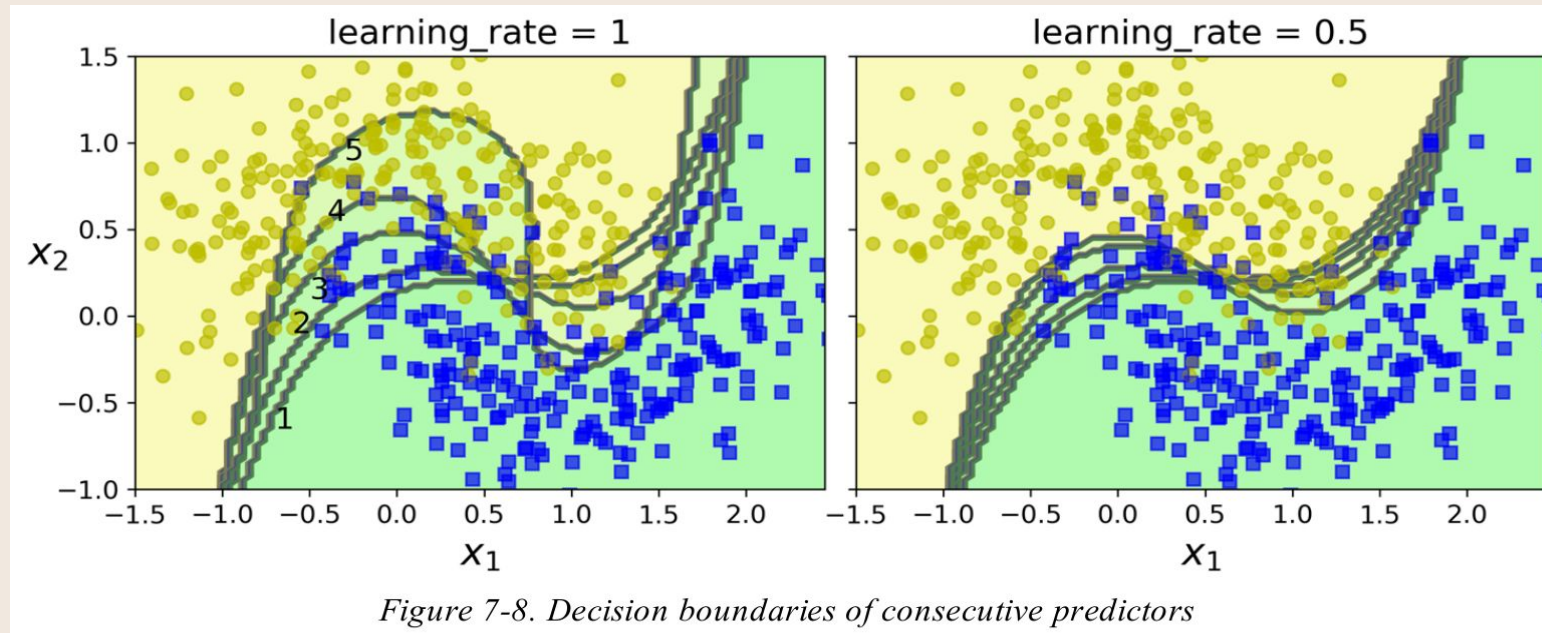 learning_rate = 1
learning_rate = 0.5
1.5
1.0
0.5
0.0
−0.5
−1.0
x2
5
4
3
2
1
−1.5 −1.0 −0.5 0.0 0.5 1.0 1.5 2.0
−1.5 −1.0 −0.5 0.0 0.5 1.0 1.5 2.0
x1
x1
Figure 7-8. Decision boundaries of consecutive predictors